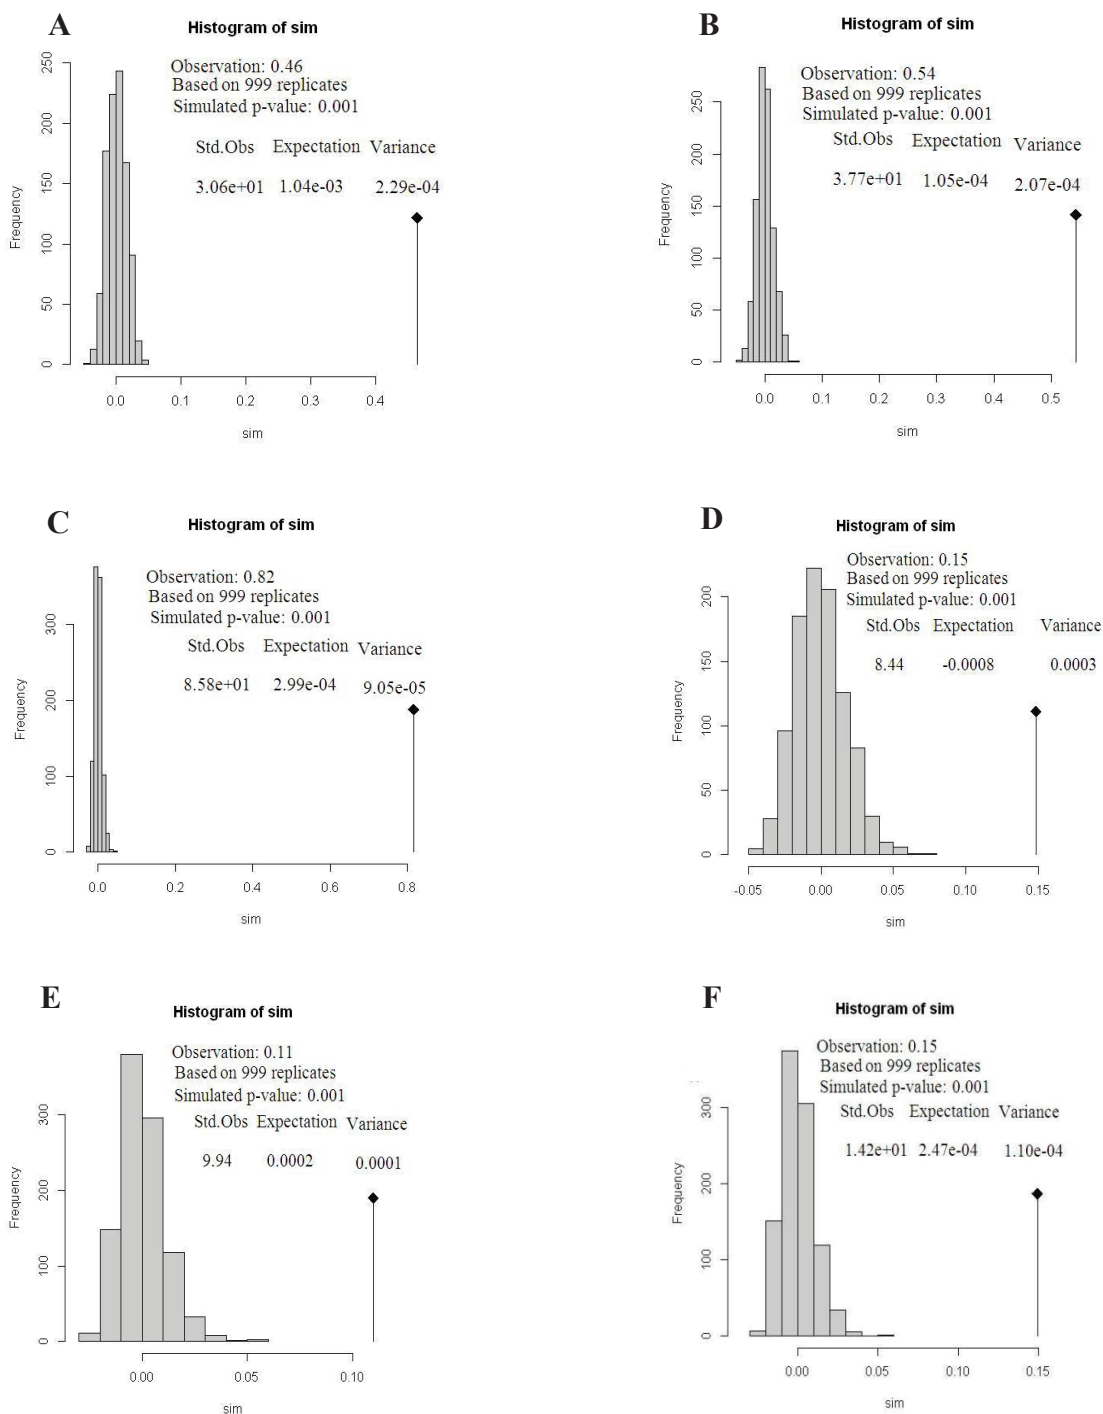 A
Histogram of sim
Observation: 0.46
Based on 999 replicates
Simulated p-value: 0.001
Std.Obs Expectation Variance
3.06e+01 1.04e-03 2.29e-04
Frequency
0 50 100 150 200 250
0.0 0.1 0.2 0.3 0.4
sim
B
Histogram of sim
Observation: 0.54
Based on 999 replicates
Simulated p-value: 0.001
Std.Obs Expectation Variance
3.77e+01 1.05e-04 2.07e-04
Frequency
0 50 100 150 200 250
0.0 0.1 0.2 0.3 0.4 0.5
sim
C
Histogram of sim
Observation: 0.82
Based on 999 replicates
Simulated p-value: 0.001
Std.Obs Expectation Variance
8.58e+01 2.99e-04 9.05e-05
Frequency
0 100 200 300
0.0 0.2 0.4 0.6 0.8
sim
D
Histogram of sim
Observation: 0.15
Based on 999 replicates
Simulated p-value: 0.001
Std.Obs Expectation Variance
8.44 -0.0008 0.0003
Frequency
0 50 100 150 200
-0.05 0.00 0.05 0.10 0.15
sim
E
Histogram of sim
Observation: 0.11
Based on 999 replicates
Simulated p-value: 0.001
Std.Obs Expectation Variance
9.94 0.0002 0.0001
Frequency
0 100 200 300
0.00 0.05 0.10
sim
F
Histogram of sim
Observation: 0.15
Based on 999 replicates
Simulated p-value: 0.001
Std.Obs Expectation Variance
1.42e+01 2.47e-04 1.10e-04
Frequency
0 100 200 300
0.00 0.05 0.10 0.15
sim